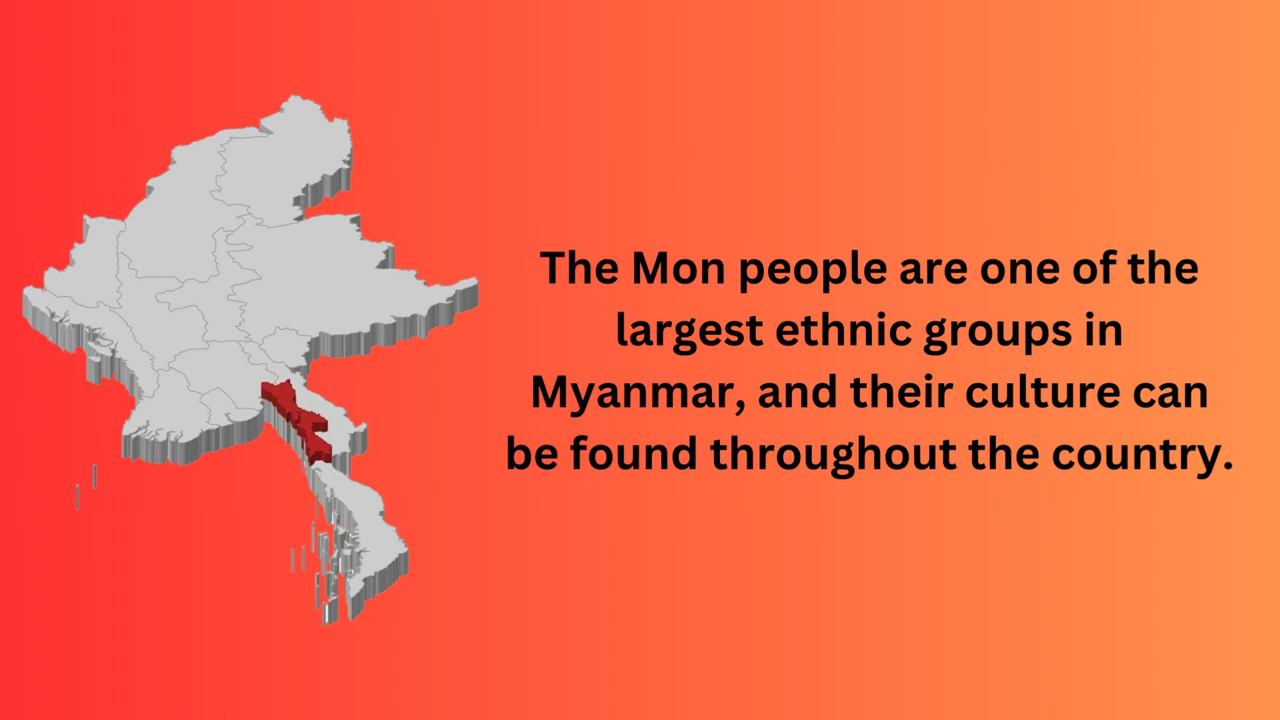 The Mon people are one of the
largest ethnic groups in
Myanmar, and their culture can
be found throughout the country.